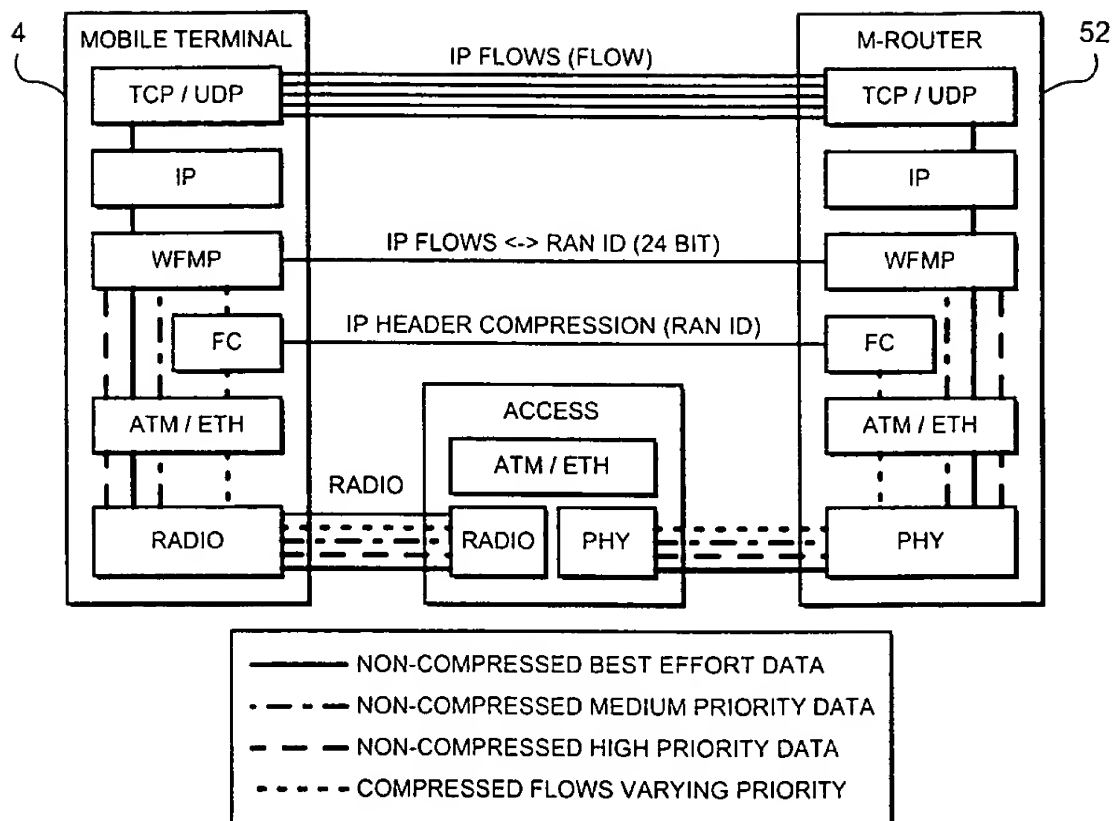 4
MOBILE TERMINAL
TCP / UDP
IP
WFMP
FC
ATM / ETH
RADIO
IP FLOWS (FLOW)
IP FLOWS <-> RAN ID (24 BIT)
IP HEADER COMPRESSION (RAN ID)
RADIO
ACCESS
ATM / ETH
RADIO
PHY
M-ROUTER
52
TCP / UDP
IP
WFMP
FC
ATM / ETH
PHY
NON-COMPRESSED BEST EFFORT DATA
NON-COMPRESSED MEDIUM PRIORITY DATA
NON-COMPRESSED HIGH PRIORITY DATA
COMPRESSED FLOWS VARYING PRIORITY